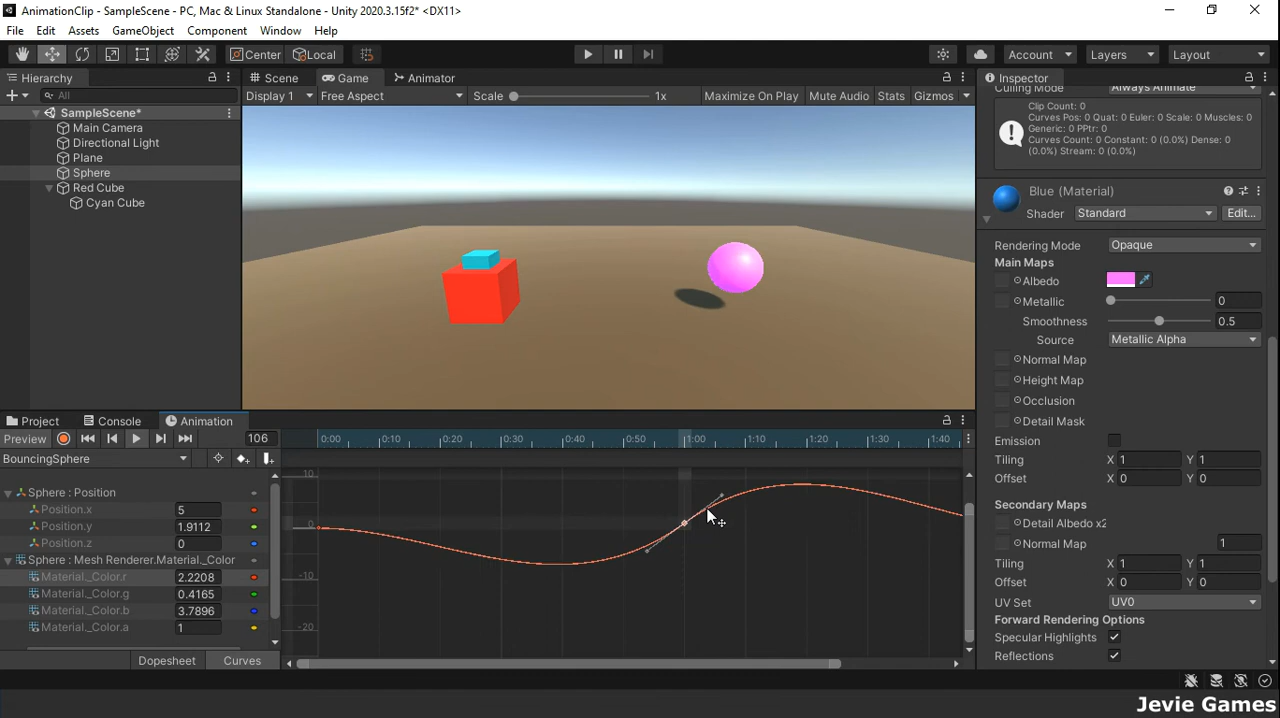 AnimationClip - SampleScene - PC, Mac & Linux Standalone - Unity 2020.3.15f2* <DX11>
File Edit Assets GameObject Component Window Help
Center Local Account Layers Layout
Hierarchy Scene Game Animator Inspector
All Display 1 Free Aspect Scale 1x Maximize On Play Mute Audio Stats Gizmos
Culling Mode Always Animate
SampleScene*
Main Camera
Directional Light
Plane
Sphere
Red Cube
Cyan Cube
Clip Count: 0
Curves Pos: 0 Quat: 0 Euler: 0 Scale: 0 Muscles: 0
Generic: 0 PPtr: 0
Curves Count: 0 Constant: 0 (0.0%) Dense: 0
(0.0%) Stream: 0 (0.0%)
Blue (Material)
Shader Standard Edit...
Rendering Mode Opaque
Main Maps
Albedo
Metallic 0
Smoothness 0.5
Source Metallic Alpha
Normal Map
Height Map
Occlusion
Detail Mask
Emission
Tiling X 1 Y 1
Offset X 0 Y 0
Secondary Maps
Detail Albedo x2
Normal Map 1
Tiling X 1 Y 1
Offset X 0 Y 0
UV Set UV0
Forward Rendering Options
Specular Highlights
Reflections
Project Console Animation
Preview 106 0:00 0:10 0:20 0:30 0:40 0:50 1:00 1:10 1:20 1:30 1:40
BouncingSphere
Sphere : Position
Position.x 5
Position.y 1.9112
Position.z 0
Sphere : Mesh Renderer.Material._Color
Material._Color.r 2.2208
Material._Color.g 0.4165
Material._Color.b 3.7896
Material._Color.a 1
10
0
-10
-20
Dopesheet Curves
Jevie Games